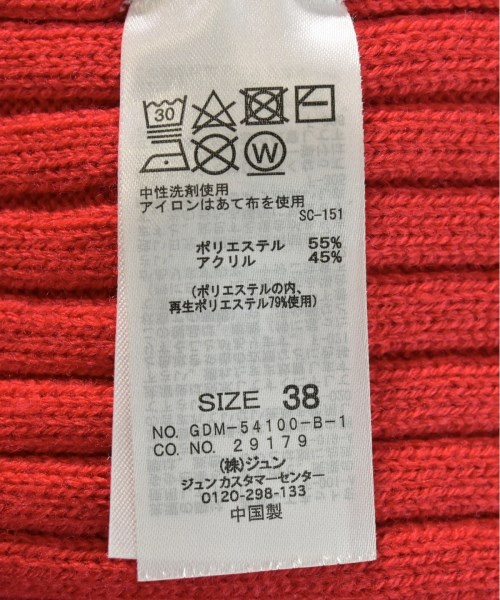 30
W
中性洗剤使用
アイロンはあて布を使用
SC-151
ポリエステル 55%
アクリル 45%
(ポリエステルの内、
再生ポリエステル79%使用)
SIZE 38
NO. GDM-54100-B-1
CO. NO. 29179
(株)ジュン
ジュン カスタマーセンター
0120-298-133
中国製